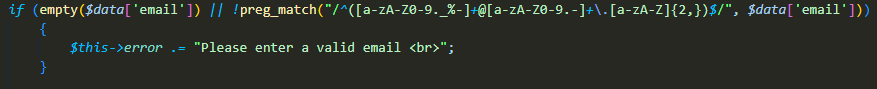 if (empty($data['email']) || !preg_match("/^([a-zA-Z0-9._%-]+@[a-zA-Z0-9.-]+\.[a-zA-Z]{2,})$/", $data['email']))
{
$this->error .= "Please enter a valid email <br>";
}